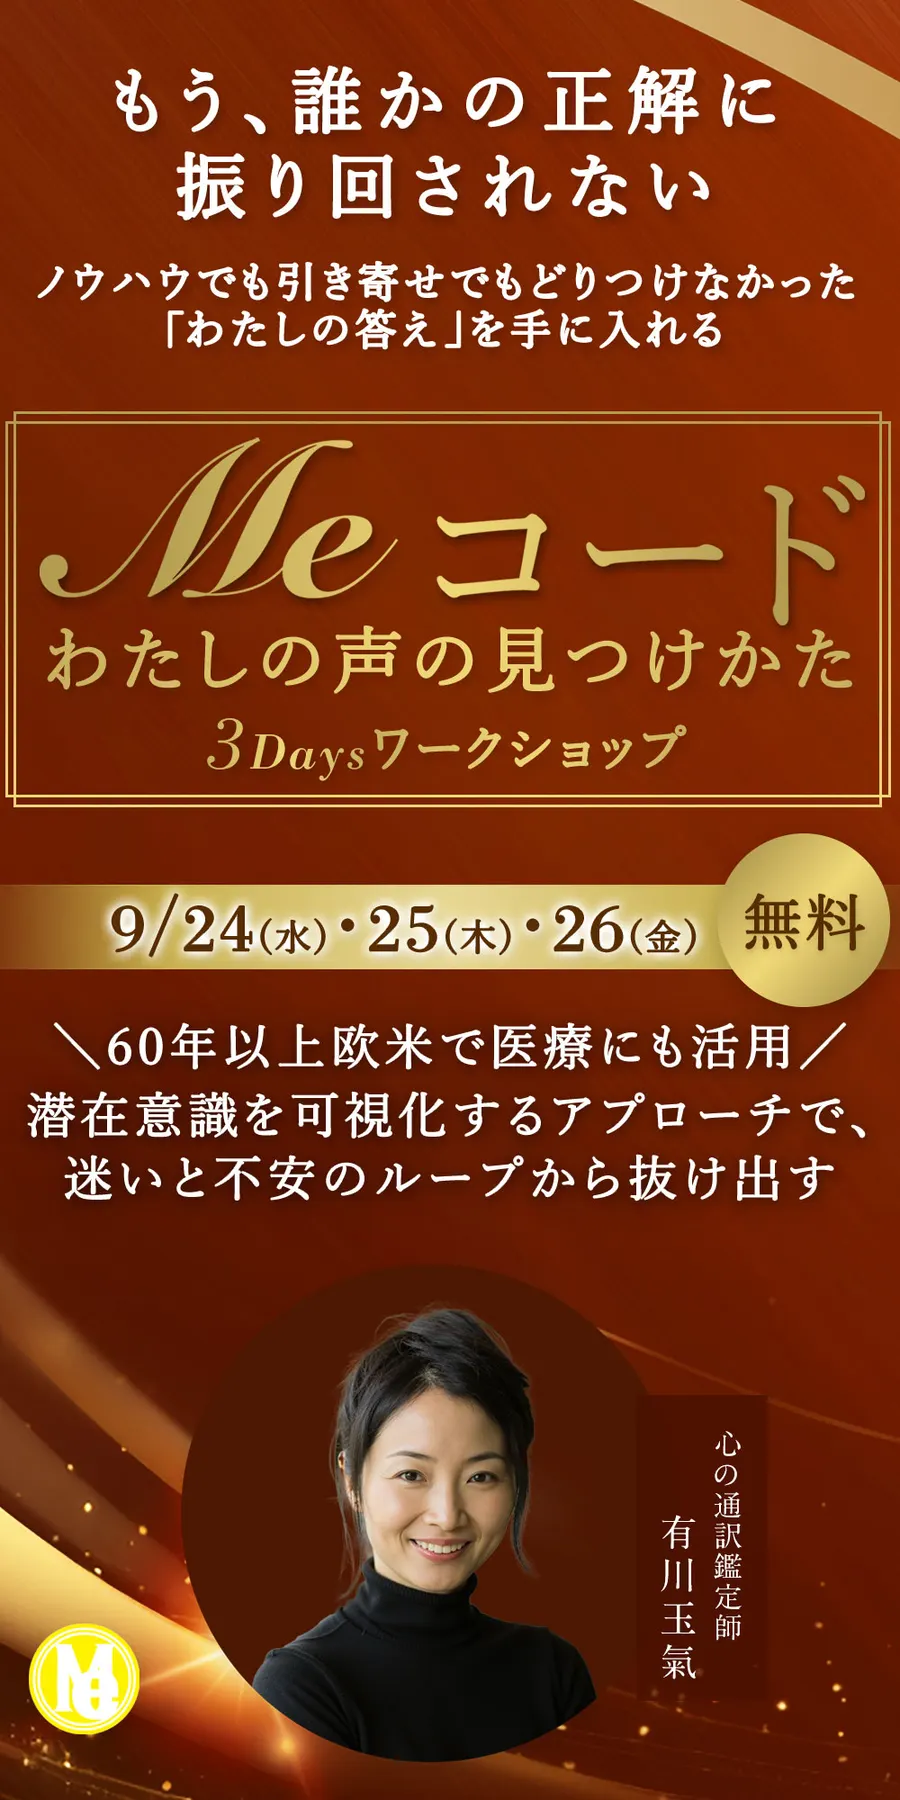 もう、誰かの正解に
振り回されない
ノウハウでも引き寄せでもどりつけなかった
「わたしの答え」を手に入れる
Meコード
わたしの声の見つけかた
3Daysワークショップ
9/24(水)・25(木)・26(金)
無料
＼60年以上欧米で医療にも活用／
潜在意識を可視化するアプローチで、
迷いと不安のループから抜け出す
心の通訳鑑定師
有川玉氣